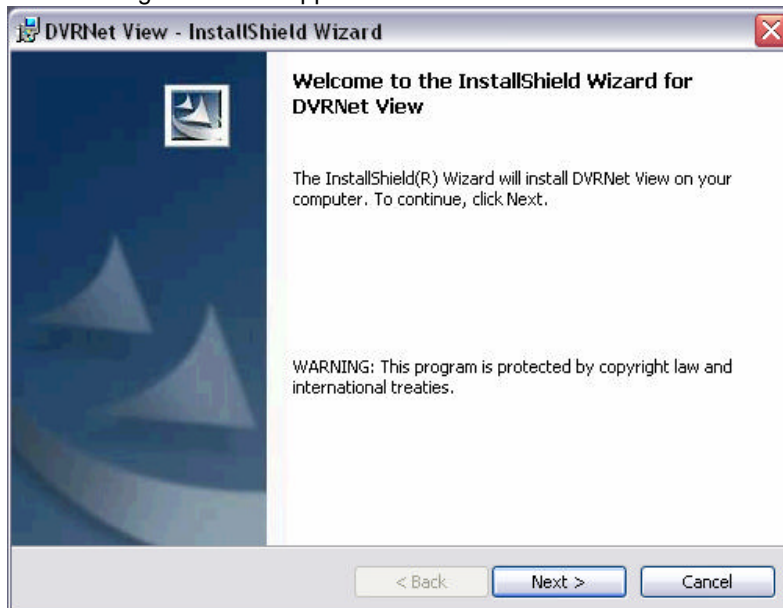 DVRNet View - InstallShield Wizard
Welcome to the InstallShield Wizard for
DVRNet View
The InstallShield(R) Wizard will install DVRNet View on your
computer. To continue, click Next.
WARNING: This program is protected by copyright law and
international treaties.
< Back
Next >
Cancel